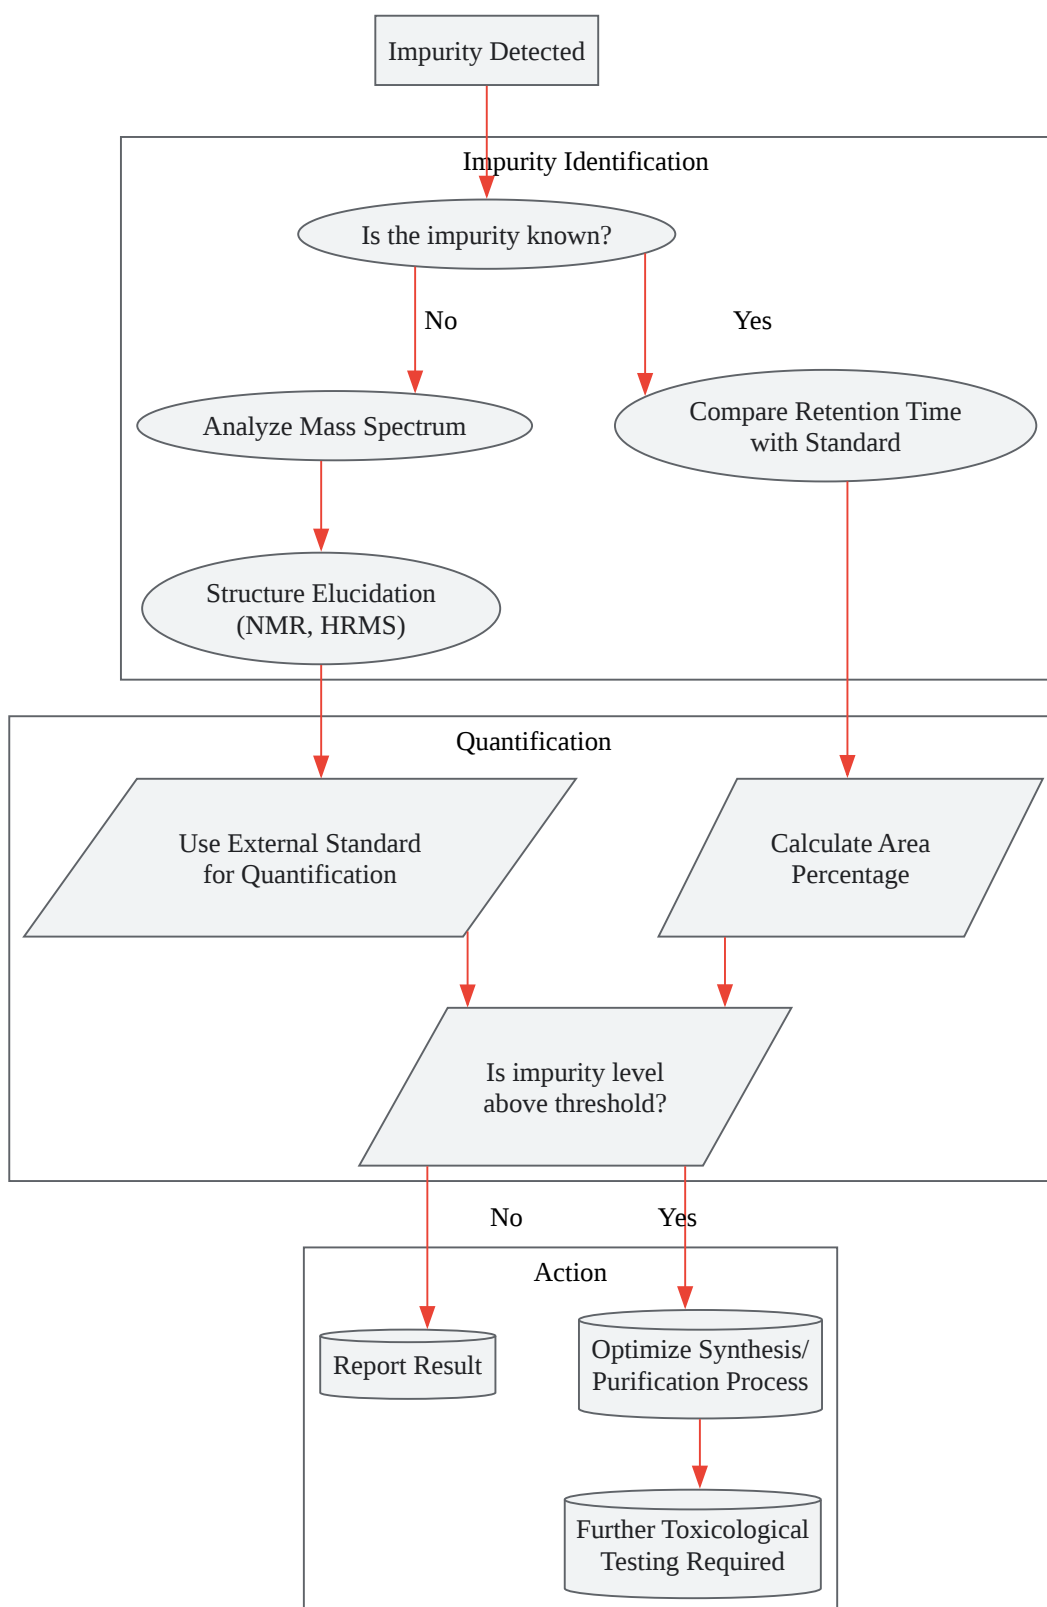 Impurity Detected
Impurity Identification
Is the impurity known?
No
Yes
Analyze Mass Spectrum
Compare Retention Time
with Standard
Structure Elucidation
(NMR, HRMS)
Quantification
Use External Standard
for Quantification
Calculate Area
Percentage
Is impurity level
above threshold?
No
Yes
Action
Report Result
Optimize Synthesis/
Purification Process
Further Toxicological
Testing Required